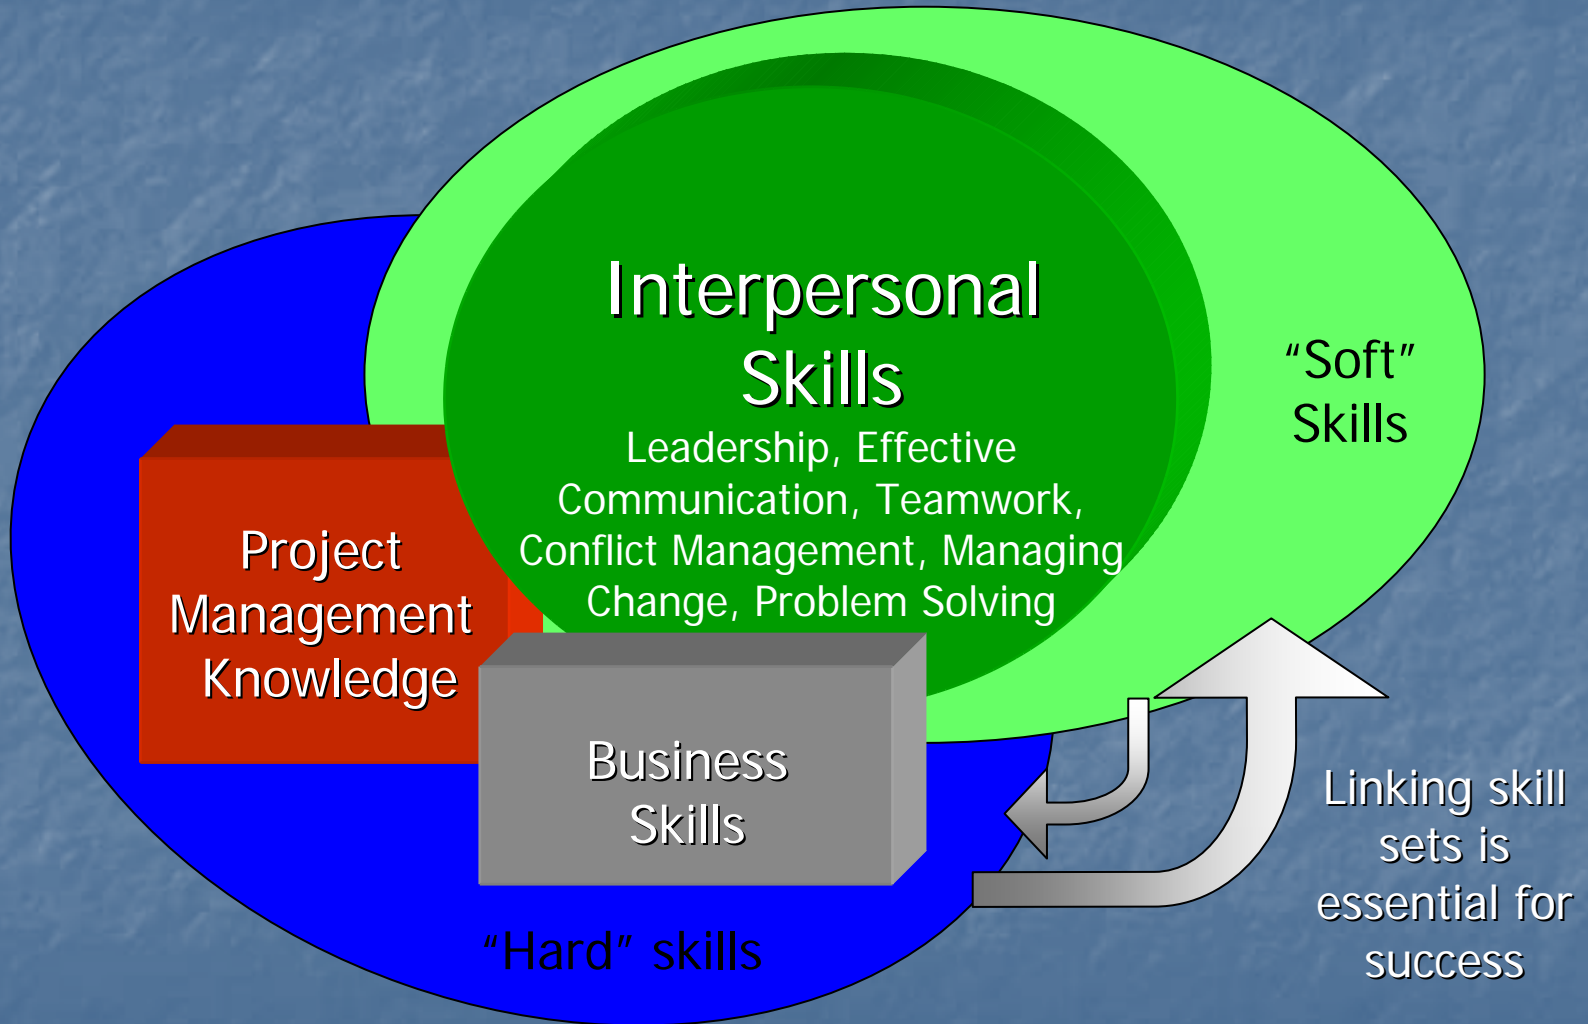 Interpersonal
Skills
Leadership, Effective
Communication, Teamwork,
Conflict Management, Managing
Change, Problem Solving
“Soft”
Skills
Project
Management
Knowledge
Business
Skills
“Hard” skills
Linking skill
sets is
essential for
success